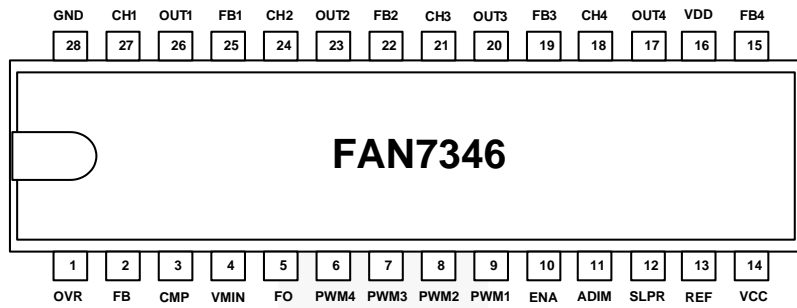 GND CH1 OUT1 FB1 CH2 OUT2 FB2 CH3 OUT3 FB3 CH4 OUT4 VDD FB4
28 27 26 25 24 23 22 21 20 19 18 17 16 15
FAN7346
1 2 3 4 5 6 7 8 9 10 11 12 13 14
OVR FB CMP VMIN FO PWM4 PWM3 PWM2 PWM1 ENA ADIM SLPR REF VCC